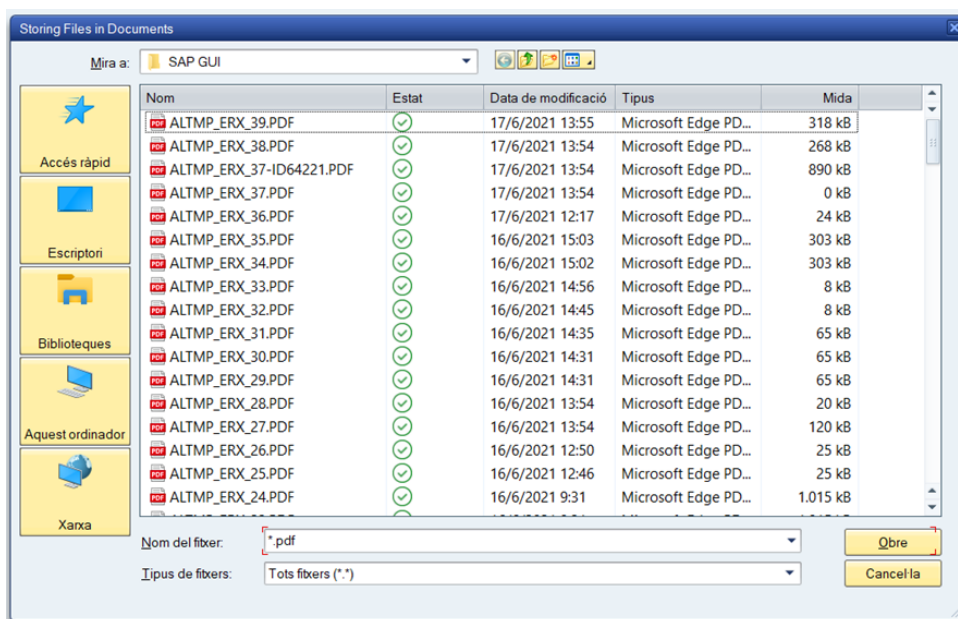 Storing Files in Documents
Mira a: SAP GUI
Nom Estat Data de modificació Tipus Mida
ALTMP_ERX_39.PDF 17/6/2021 13:55 Microsoft Edge PD... 318 kB
ALTMP_ERX_38.PDF 17/6/2021 13:54 Microsoft Edge PD... 268 kB
ALTMP_ERX_37-ID64221.PDF 17/6/2021 13:54 Microsoft Edge PD... 890 kB
ALTMP_ERX_37.PDF 17/6/2021 13:54 Microsoft Edge PD... 0 kB
ALTMP_ERX_36.PDF 17/6/2021 12:17 Microsoft Edge PD... 24 kB
ALTMP_ERX_35.PDF 16/6/2021 15:03 Microsoft Edge PD... 303 kB
ALTMP_ERX_34.PDF 16/6/2021 15:02 Microsoft Edge PD... 303 kB
ALTMP_ERX_33.PDF 16/6/2021 14:56 Microsoft Edge PD... 8 kB
ALTMP_ERX_32.PDF 16/6/2021 14:45 Microsoft Edge PD... 8 kB
ALTMP_ERX_31.PDF 16/6/2021 14:35 Microsoft Edge PD... 65 kB
ALTMP_ERX_30.PDF 16/6/2021 14:31 Microsoft Edge PD... 65 kB
ALTMP_ERX_29.PDF 16/6/2021 14:31 Microsoft Edge PD... 65 kB
ALTMP_ERX_28.PDF 16/6/2021 13:54 Microsoft Edge PD... 20 kB
ALTMP_ERX_27.PDF 16/6/2021 13:54 Microsoft Edge PD... 120 kB
ALTMP_ERX_26.PDF 16/6/2021 12:50 Microsoft Edge PD... 25 kB
ALTMP_ERX_25.PDF 16/6/2021 12:46 Microsoft Edge PD... 25 kB
ALTMP_ERX_24.PDF 16/6/2021 9:31 Microsoft Edge PD... 1.015 kB
Accés ràpid
Escriptori
Biblioteques
Aquest ordinador
Xarxa
Nom del fitxer: *.pdf Obre
Tipus de fitxers: Tots fitxers (*.*) Cancel·la